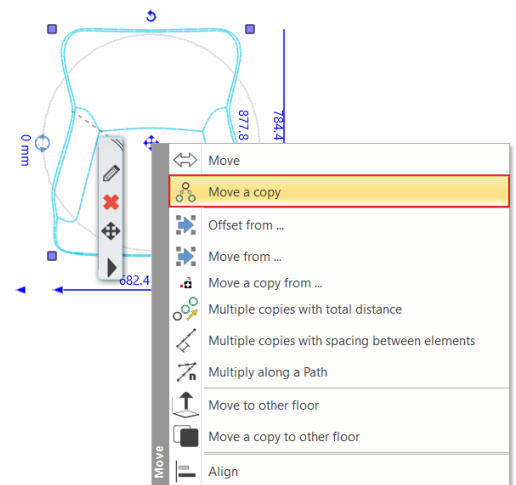 877.8
784.4
0 mm
682.4
Move
Move a copy
Offset from ...
Move from ...
Move a copy from ...
Multiple copies with total distance
Multiple copies with spacing between elements
n
Multiply along a Path
Move to other floor
Move a copy to other floor
Align
Move